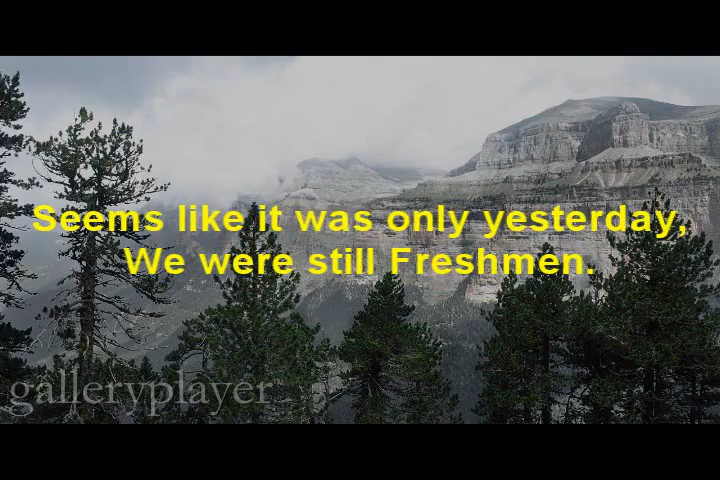 Seems like it was only yesterday,
We were still Freshmen.
galleryplayer